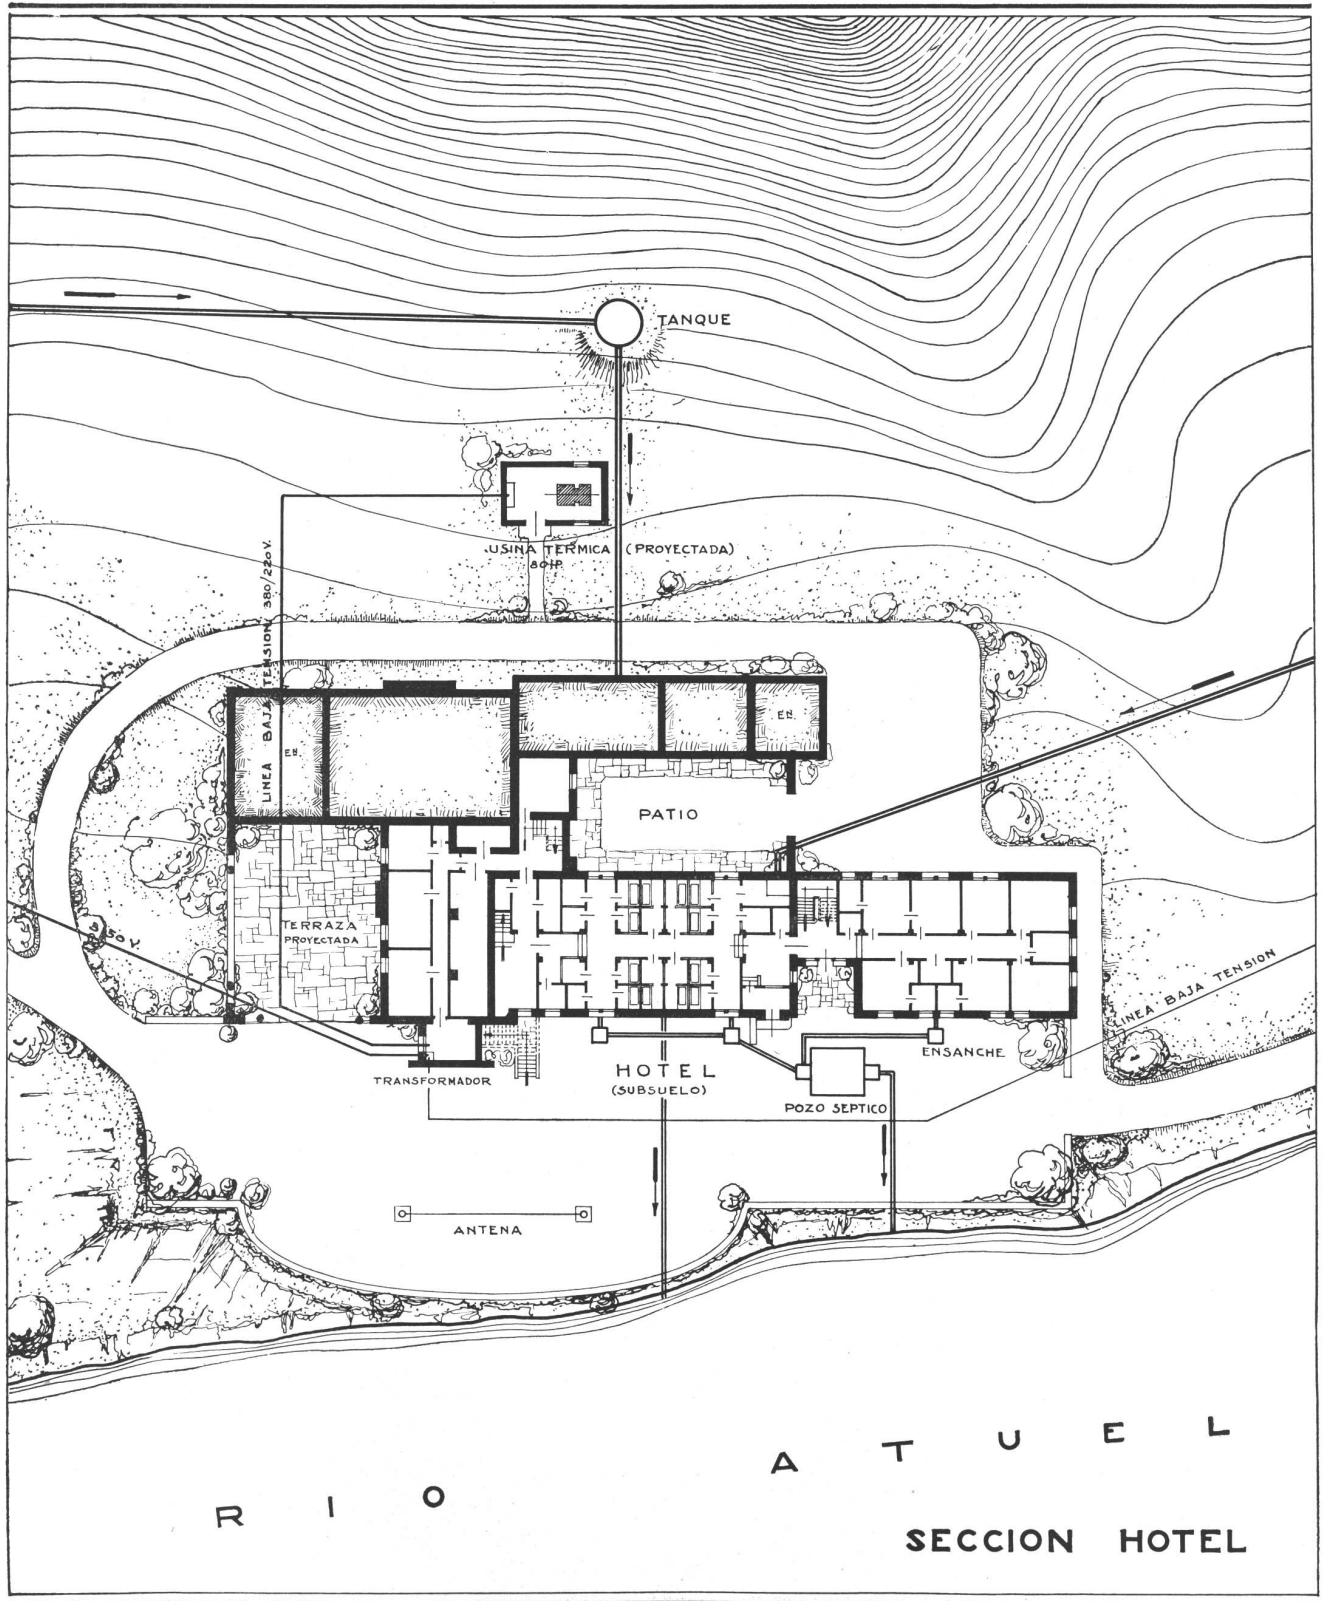 TANQUE
USINA TERMICA (PROYECTADA)
80 HP.
LINEA BAJA TENSION 380/220V.
EN.
EN.
PATIO
TERRAZA
PROYECTADA
LINEA BAJA TENSION
ENSANCHE
HOTEL
(SUBSUELO)
TRANSFORMADOR
POZO SEPTICO
ANTENA
RIO ATUEL
SECCION HOTEL